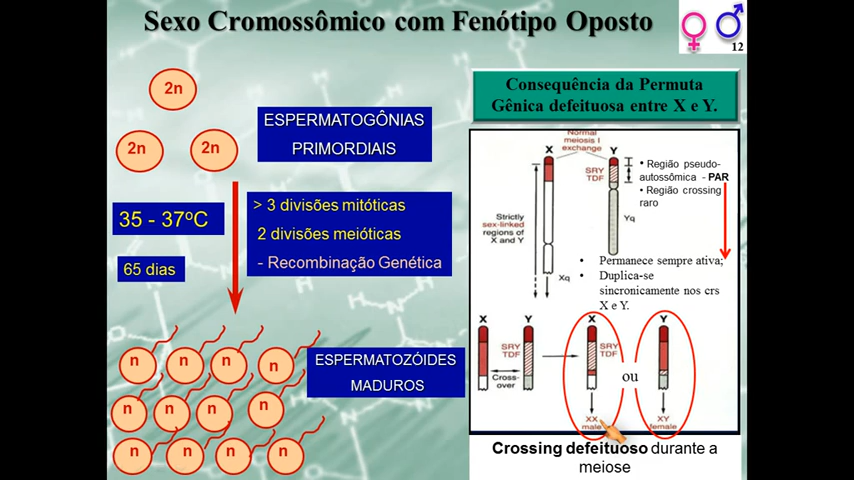 Sexo Cromossômico com Fenótipo Oposto
12
2n
2n
2n
ESPERMATOGÔNIAS
PRIMORDIAIS
35 - 37ºC
65 dias
> 3 divisões mitóticas
2 divisões meióticas
- Recombinação Genética
n n n n
n n n n
n n n n
ESPERMATOZÓIDES
MADUROS
Consequência da Permuta
Gênica defeituosa entre X e Y.
Normal
meiosis I
exchange
X
Y
SRY
TDF
Strictly
sex-linked
regions of
X and Y
Yq
Xq
• Região pseudo-
autossômica - PAR
• Região crossing
raro
• Permanece sempre ativa;
• Duplica-se
sincronicamente nos crs
X e Y.
X
Y
SRY
TDF
Cross-
over
X
SRY
TDF
XX
male
ou
Y
XY
female
Crossing defeituoso durante a
meiose